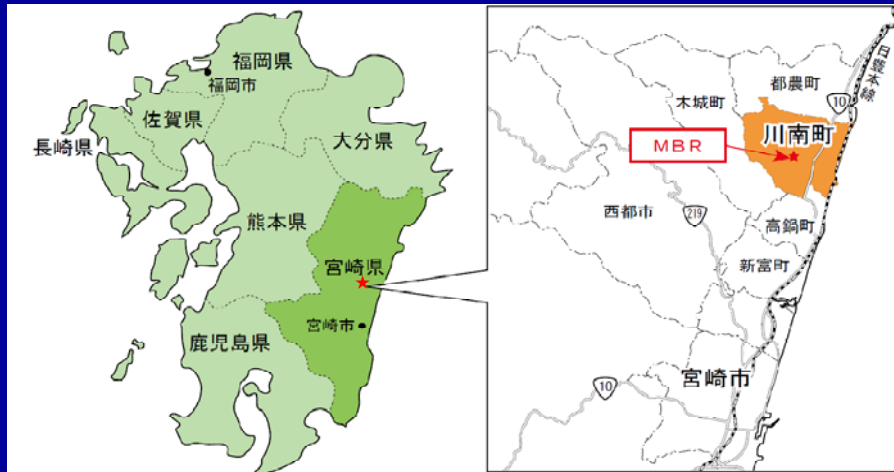 福岡県
福岡市
佐賀県
長崎県
大分県
熊本県
宮崎県
宮崎市
鹿児島県
日豊本線
10
都農町
木城町
川南町
MBR
西都市
219
高鍋町
新富町
宮崎市
10